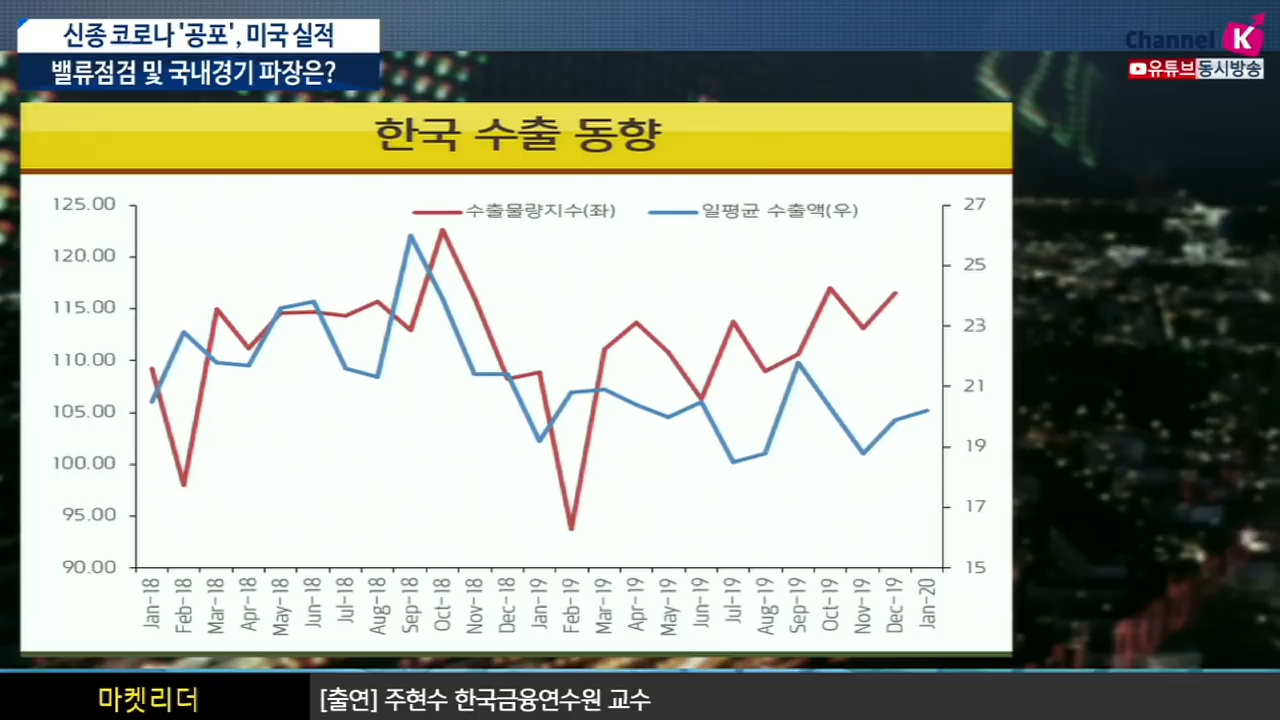 신종 코로나 '공포', 미국 실적
밸류점검 및 국내경기 파장은?
Channel K
유튜브 동시방송
한국 수출 동향
수출물량지수(좌) 일평균 수출액(우)
125.00
120.00
115.00
110.00
105.00
100.00
95.00
90.00
27
25
23
21
19
17
15
Jan-18 Feb-18 Mar-18 Apr-18 May-18 Jun-18 Jul-18 Aug-18 Sep-18 Oct-18 Nov-18 Dec-18 Jan-19 Feb-19 Mar-19 Apr-19 May-19 Jun-19 Jul-19 Aug-19 Sep-19 Oct-19 Nov-19 Dec-19 Jan-20
마켓리더
[출연] 주현수 한국금융연수원 교수